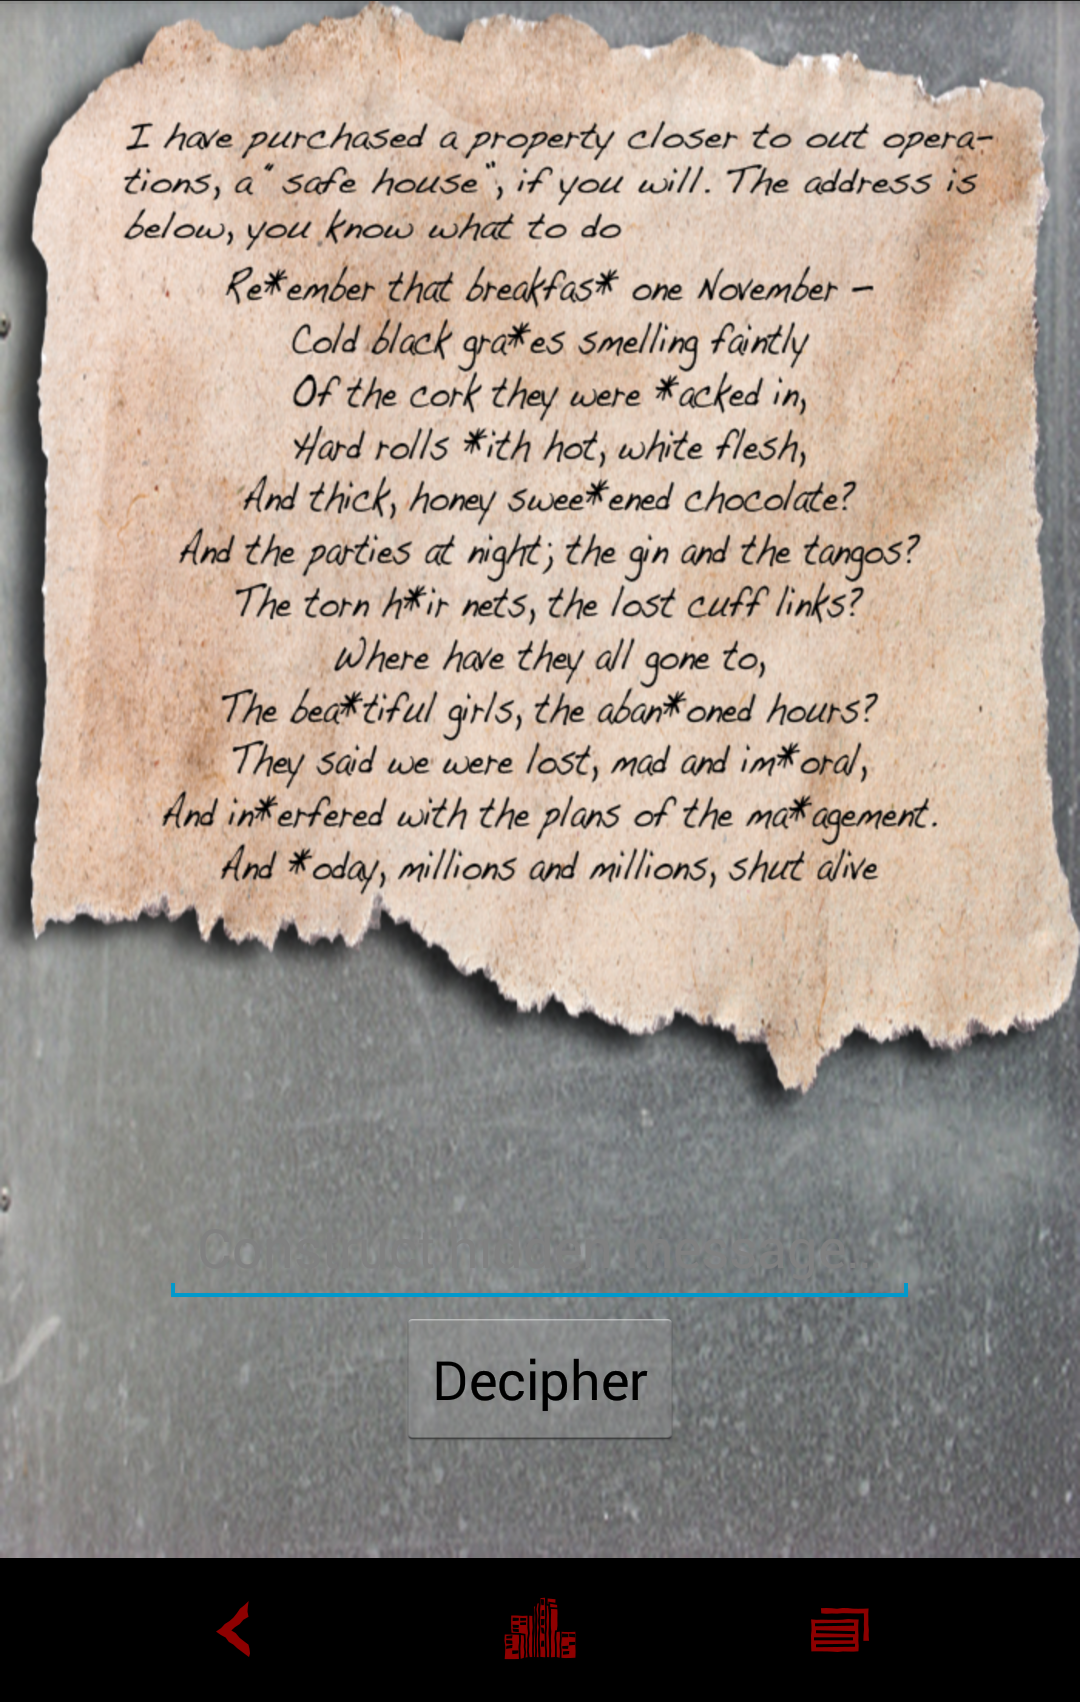 I have purchased a property closer to out opera-
tions, a "safe house", if you will. The address is
below, you know what to do
Re*ember that breakfas* one November –
Cold black gra*es smelling faintly
Of the cork they were *acked in,
Hard rolls *ith hot, white flesh,
And thick, honey swee*ened chocolate?
And the parties at night; the gin and the tangos?
The torn h*ir nets, the lost cuff links?
Where have they all gone to,
The bea*tiful girls, the aban*oned hours?
They said we were lost, mad and im*oral,
And in*erfered with the plans of the ma*agement.
And *oday, millions and millions, shut alive
Decipher